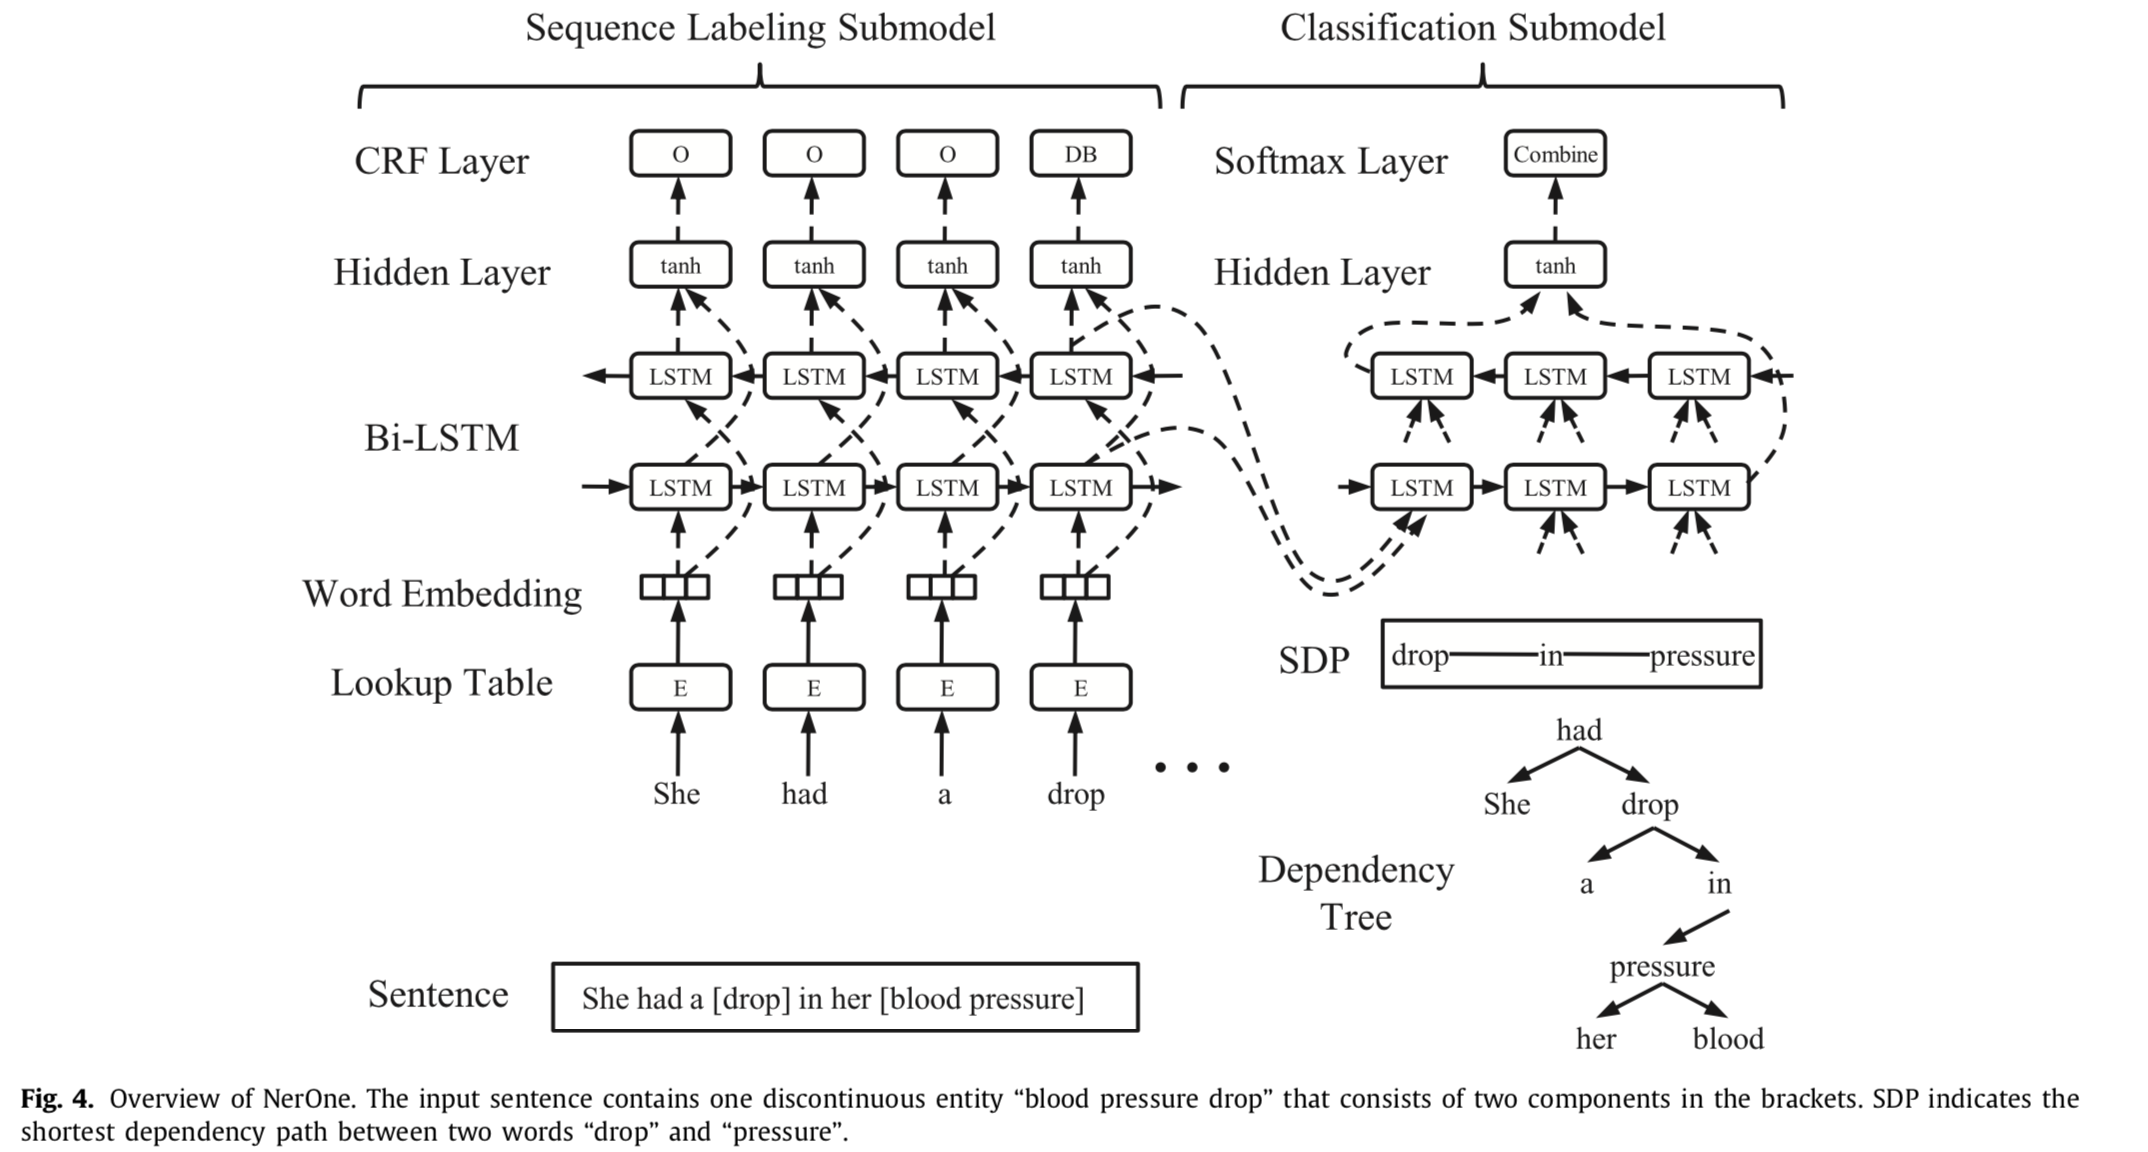 Sequence Labeling Submodel
Classification Submodel
CRF Layer
O
O
O
DB
Softmax Layer
Combine
Hidden Layer
tanh
tanh
tanh
tanh
Hidden Layer
tanh
LSTM
LSTM
LSTM
LSTM
LSTM
LSTM
LSTM
Bi-LSTM
LSTM
LSTM
LSTM
LSTM
LSTM
LSTM
LSTM
Word Embedding
SDP
drop
in
pressure
Lookup Table
E
E
E
E
She
had
a
drop
• • •
had
She
drop
a
in
pressure
her
blood
Dependency
Tree
Sentence
She had a [drop] in her [blood pressure]
Fig. 4. Overview of NerOne. The input sentence contains one discontinuous entity “blood pressure drop” that consists of two components in the brackets. SDP indicates the
shortest dependency path between two words “drop” and “pressure”.